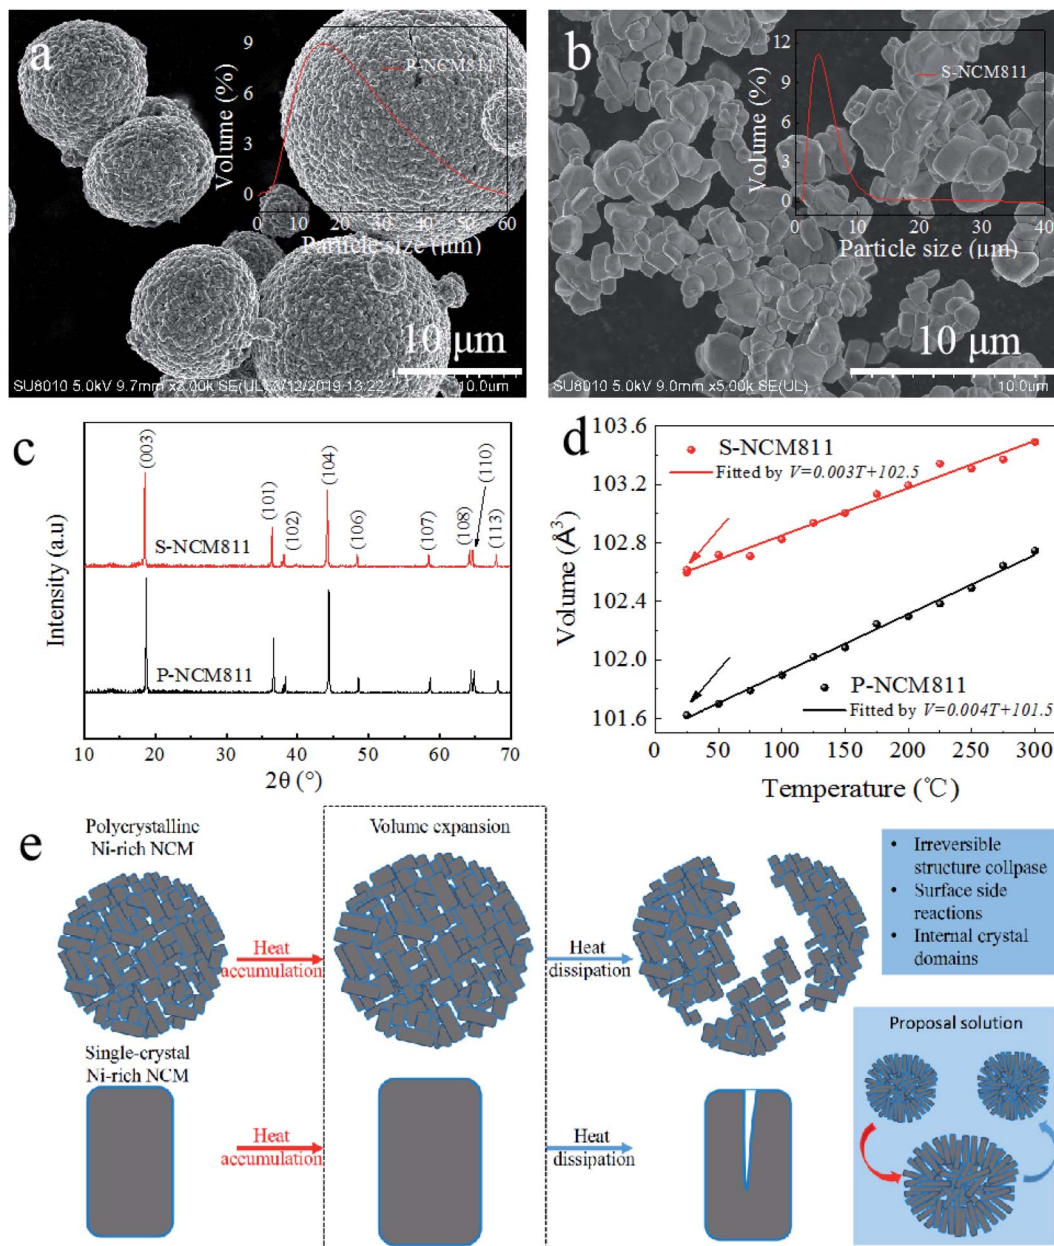 a
9
6
3
0
Volume (%)
P-NCM811
0 10 20 30 40 50 60
Particle size (μm)
10 μm
SU8010 5.0kV 9.7mm x2.00k SE(UL) 3/12/2019 13:22
10.0um
b
12
9
6
3
0
Volume (%)
S-NCM811
0 10 20 30 40
Particle size (μm)
10 μm
SU8010 5.0kV 9.0mm x5.00k SE(UL)
10.0um
c
Intensity (a.u)
(003)
(101)
(102)
(104)
(106)
(107)
(108)
(110)
(113)
S-NCM811
P-NCM811
10 20 30 40 50 60 70
2θ (°)
d
103.6
103.2
102.8
102.4
102.0
101.6
Volume (Å³)
S-NCM811
Fitted by V=0.003T+102.5
P-NCM811
Fitted by V=0.004T+101.5
0 50 100 150 200 250 300
Temperature (℃)
e
Polycrystalline
Ni-rich NCM
Volume expansion
Heat
accumulation
Heat
dissipation
• Irreversible
structure collpase
• Surface side
reactions
• Internal crystal
domains
Single-crystal
Ni-rich NCM
Heat
accumulation
Heat
dissipation
Proposal solution